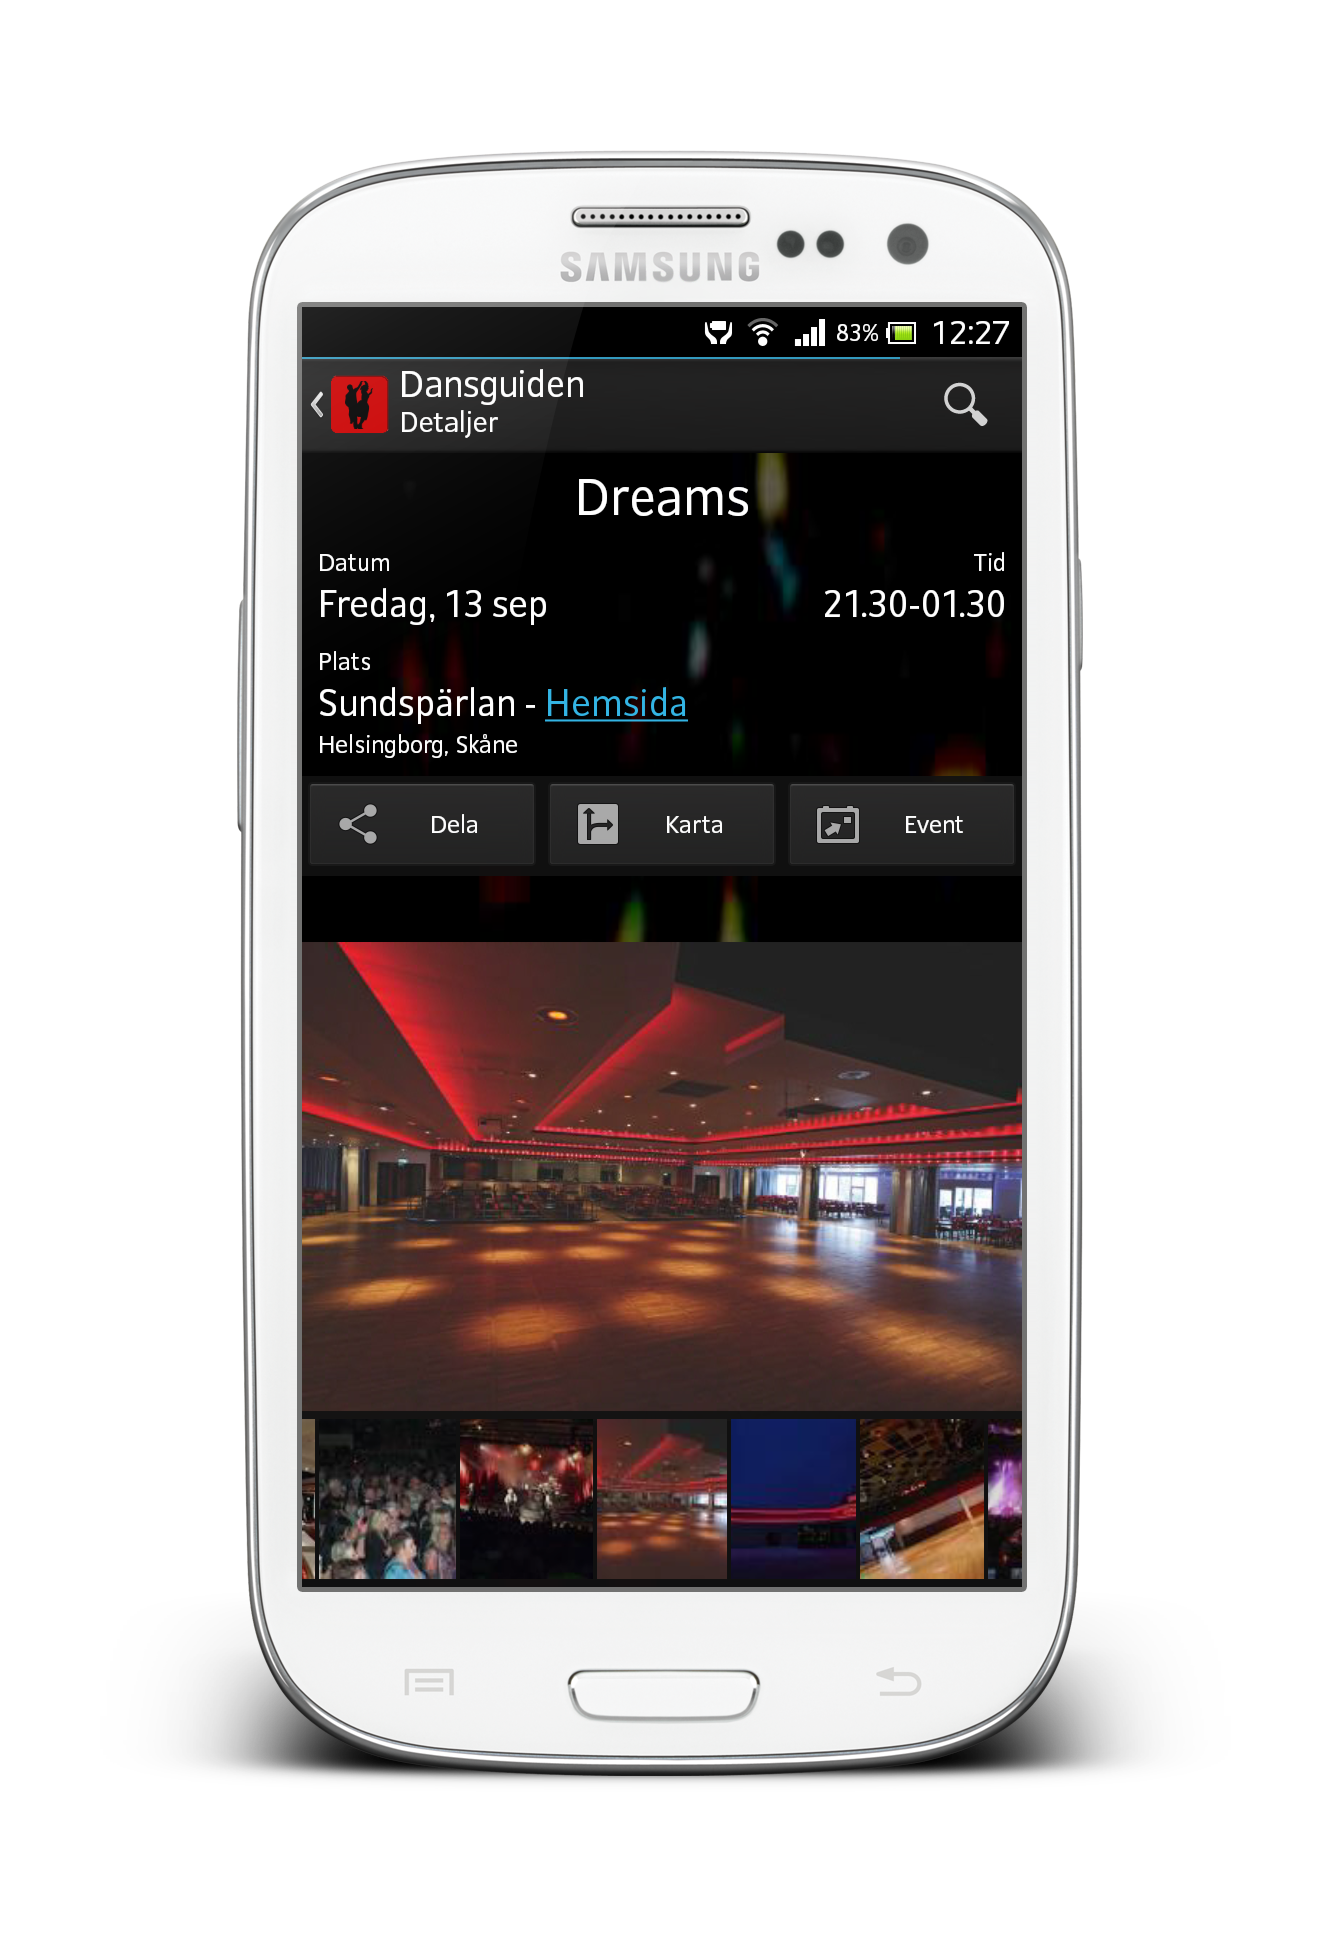 SAMSUNG
83% 12:27
Dansguiden
Detaljer
Dreams
Datum Tid
Fredag, 13 sep 21.30-01.30
Plats
Sundspärlan - Hemsida
Helsingborg, Skåne
Dela Karta Event